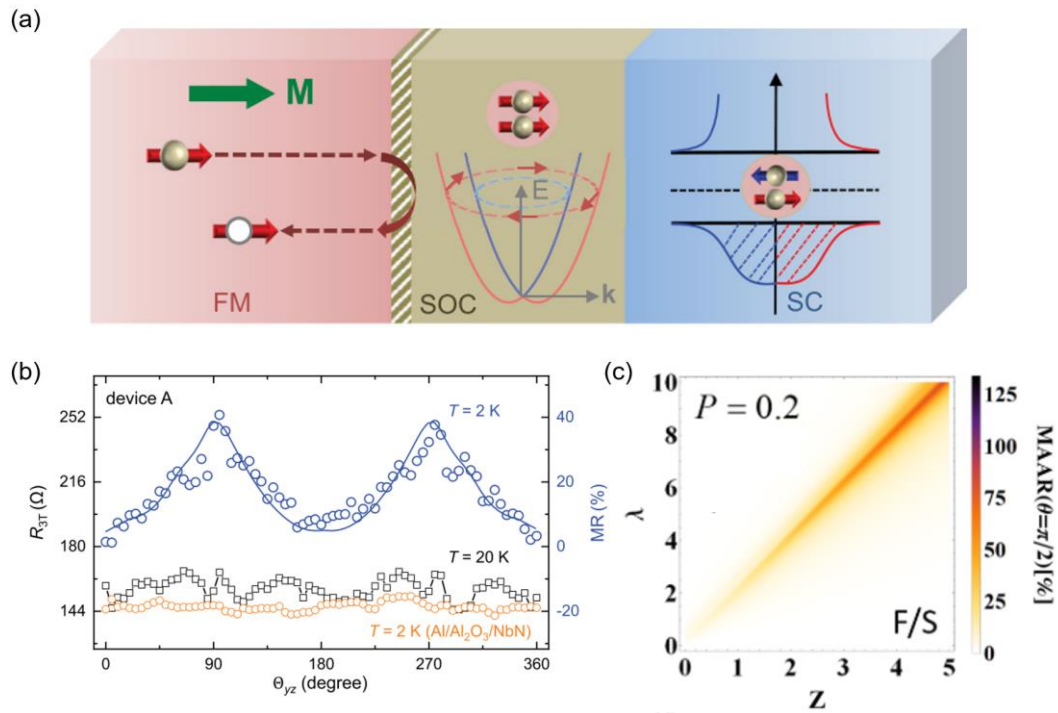 (a)
M
E
k
FM
SOC
SC
(b)
device A
T = 2 K
T = 20 K
T = 2 K (Al/Al₂O₃/NbN)
R₃T (Ω)
252
216
180
144
MR (%)
40
20
0
-20
0 90 180 270 360
Θyz (degree)
(c)
P = 0.2
F/S
λ
10
8
6
4
2
0
0 1 2 3 4 5
Z
125
100
75
50
25
0
MAAR(θ=π/2)[%]